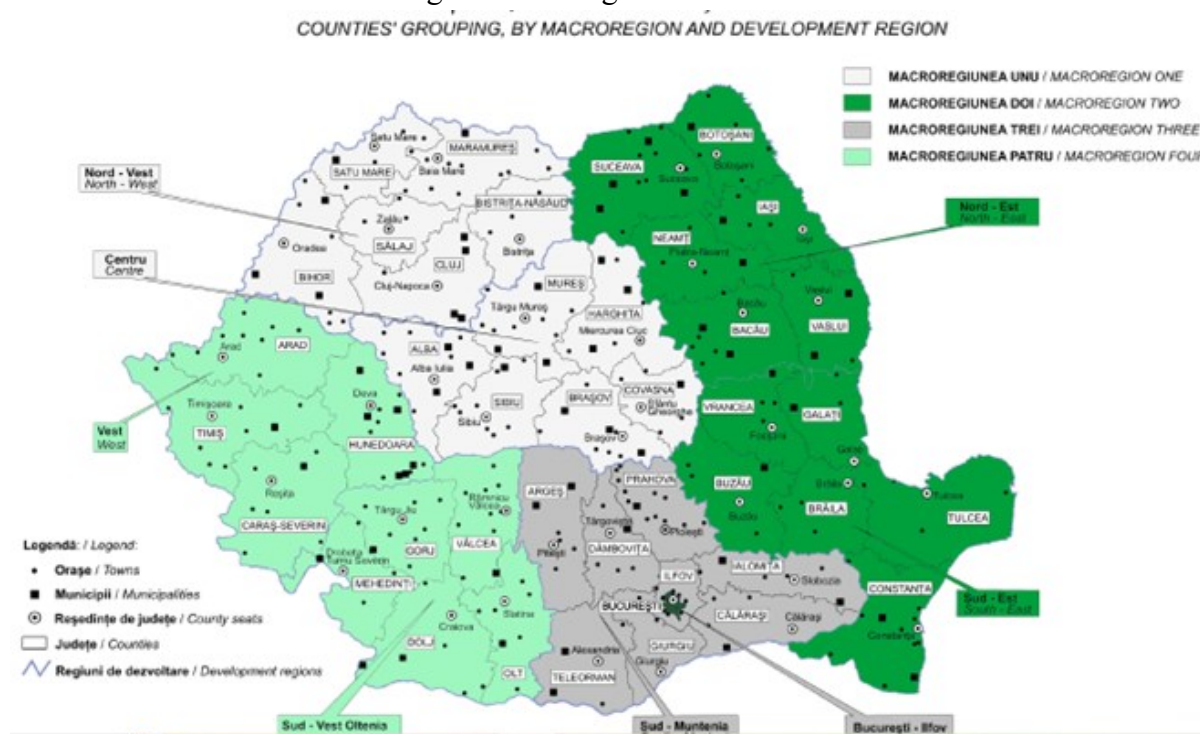 COUNTIES' GROUPING, BY MACROREGION AND DEVELOPMENT REGION
MACROREGIUNEA UNU / MACROREGION ONE
MACROREGIUNEA DOI / MACROREGION TWO
MACROREGIUNEA TREI / MACROREGION THREE
MACROREGIUNEA PATRU / MACROREGION FOUR
Nord - Vest
North - West
Centru
Centre
Vest
West
Nord - Est
North - East
Sud - Est
South - East
Sud - Vest Oltenia
Sud - Muntenia
Bucureşti - Ilfov
Satu Mare
MARAMUREŞ
Baia Mare
SATU MARE
BISTRIŢA-NĂSĂUD
Zalău
SĂLAJ
Oradea
Bistriţa
CLUJ
BIHOR
Cluj-Napoca
MUREŞ
Târgu Mureş
HARGHITA
Miercurea Ciuc
ALBA
Alba Iulia
COVASNA
Sfântu
Gheorghe
BRAŞOV
SIBIU
Sibiu
Braşov
BOTOŞANI
Botoşani
SUCEAVA
Suceava
IAŞI
Iaşi
NEAMŢ
Piatra-Neamţ
Vaslui
Bacău
BACĂU
VASLUI
VRANCEA
GALAŢI
Focşani
Galaţi
BUZĂU
Brăila
Buzău
BRĂILA
Tulcea
TULCEA
CONSTANŢA
Constanţa
ARAD
Arad
Deva
Timişoara
TIMIŞ
HUNEDOARA
Reşiţa
CARAŞ-SEVERIN
Râmnicu
Vâlcea
Târgu Jiu
GORJ
VÂLCEA
Drobeta
Turnu Severin
MEHEDINŢI
Slatina
Craiova
DOLJ
OLT
ARGEŞ
PRAHOVA
Târgovişte
Ploieşti
Piteşti
DÂMBOVIŢA
IALOMIŢA
ILFOV
Slobozia
BUCUREŞTI
CĂLĂRAŞI
Călăraşi
GIURGIU
Alexandria
Giurgiu
TELEORMAN
Legendă: / Legend:
Oraşe / Towns
Municipii / Municipalities
Reşedinţe de judeţe / County seats
Judeţe / Counties
Regiuni de dezvoltare / Development regions